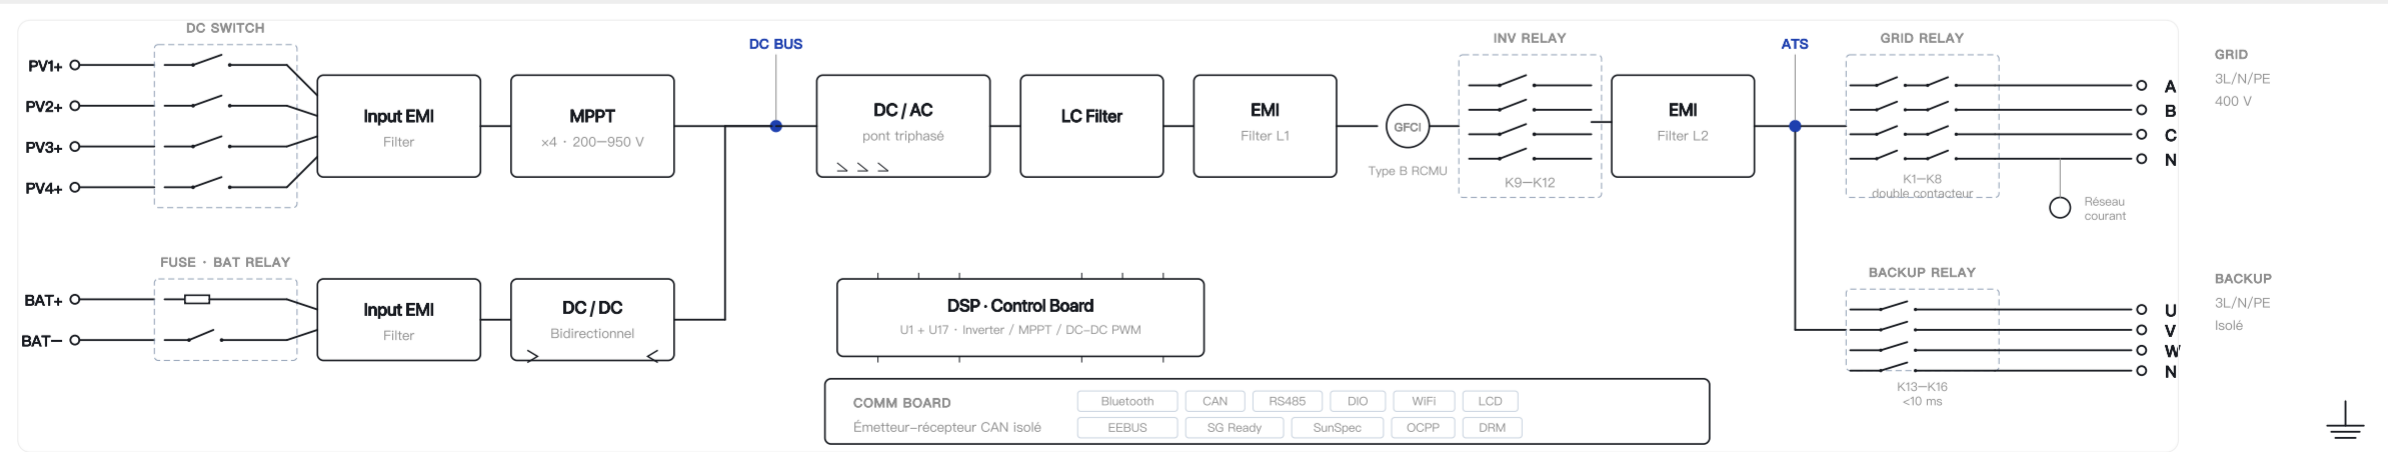 DC SWITCH
PV1+
PV2+
PV3+
PV4+
Input EMI
Filter
MPPT
×4 · 200–950 V
DC BUS
DC / AC
pont triphasé
LC Filter
EMI
Filter L1
GFCI
Type B RCMU
INV RELAY
K9–K12
EMI
Filter L2
ATS
GRID RELAY
K1–K8
double contacteur
A
B
C
N
Réseau
courant
GRID
3L/N/PE
400 V
FUSE · BAT RELAY
BAT+
BAT–
Input EMI
Filter
DC / DC
Bidirectionnel
DSP · Control Board
U1 + U17 · Inverter / MPPT / DC-DC PWM
BACKUP RELAY
K13–K16
<10 ms
U
V
W
N
BACKUP
3L/N/PE
Isolé
COMM BOARD
Émetteur-récepteur CAN isolé
Bluetooth CAN RS485 DIO WiFi LCD
EEBUS SG Ready SunSpec OCPP DRM